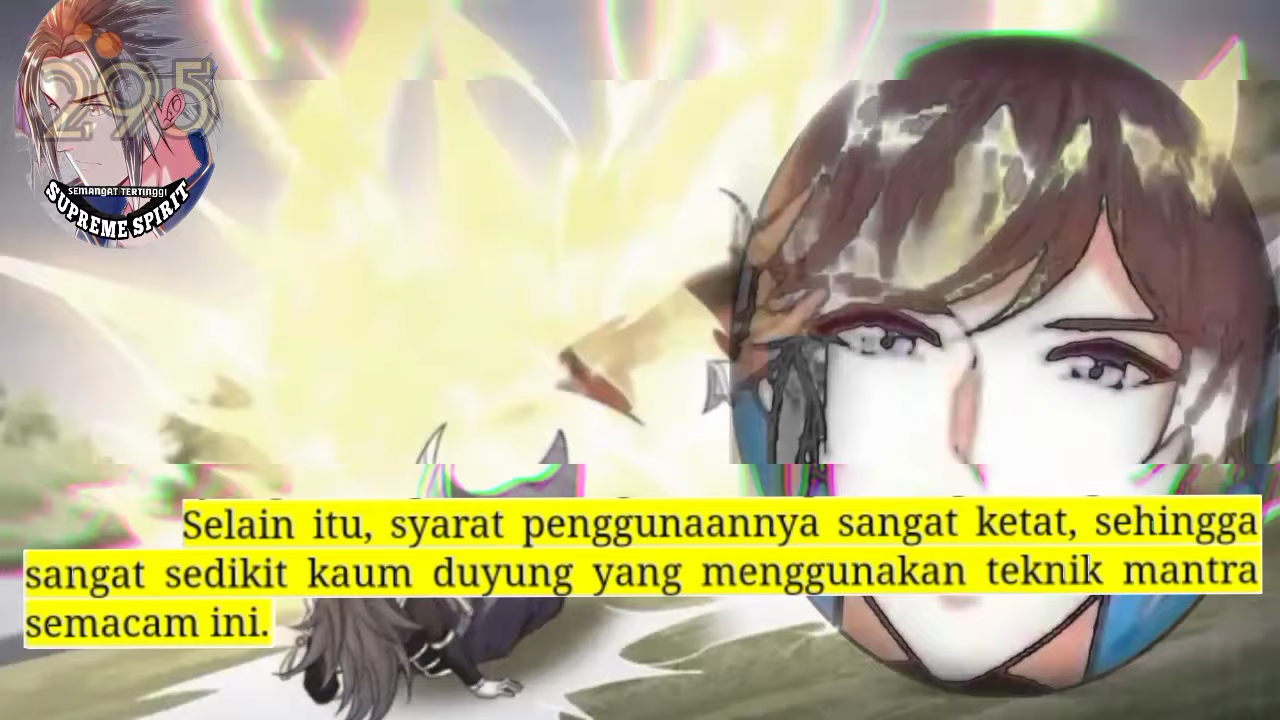 295
SEMANGAT TERTINGGI
SUPREME SPIRIT
Selain itu, syarat penggunaannya sangat ketat, sehingga
sangat sedikit kaum duyung yang menggunakan teknik mantra
semacam ini.